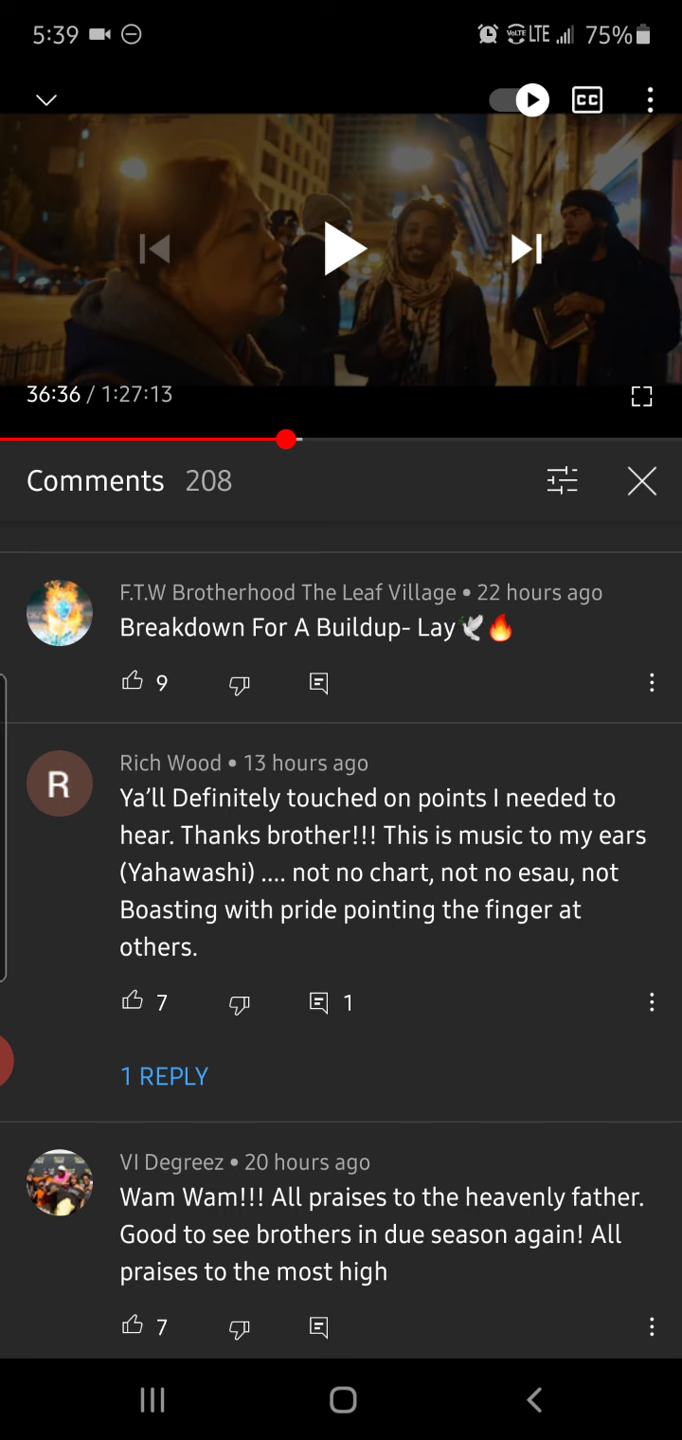 5:39
VoLTE LTE 75%
CC
36:36 / 1:27:13
Comments 208
F.T.W Brotherhood The Leaf Village • 22 hours ago
Breakdown For A Buildup- Lay🕊🔥
9
R
Rich Wood • 13 hours ago
Ya’ll Definitely touched on points I needed to
hear. Thanks brother!!! This is music to my ears
(Yahawashi) .... not no chart, not no esau, not
Boasting with pride pointing the finger at
others.
7 1
1 REPLY
VI Degreez • 20 hours ago
Wam Wam!!! All praises to the heavenly father.
Good to see brothers in due season again! All
praises to the most high
7